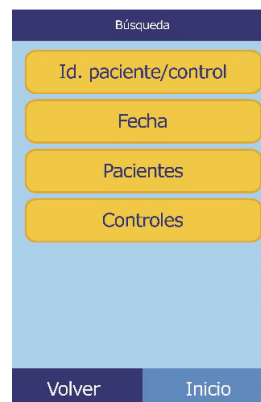 Búsqueda
Id. paciente/control
Fecha
Pacientes
Controles
Volver Inicio